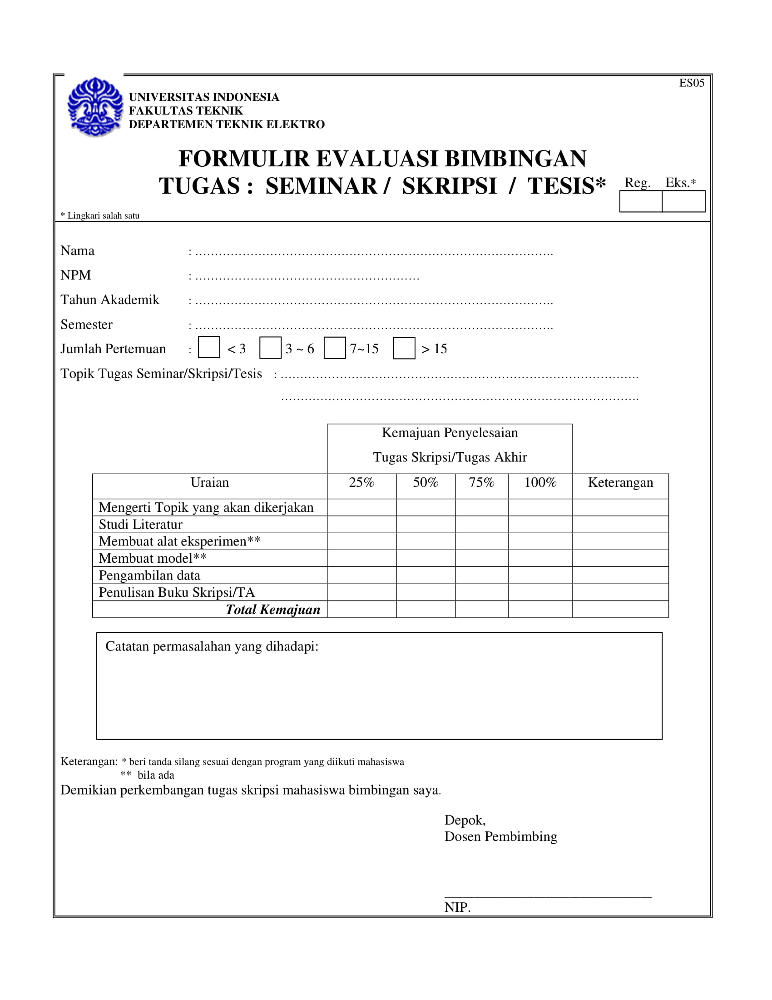 ES05
UNIVERSITAS INDONESIA
FAKULTAS TEKNIK
DEPARTEMEN TEKNIK ELEKTRO
FORMULIR EVALUASI BIMBINGAN
TUGAS : SEMINAR / SKRIPSI / TESIS*
Reg. Eks.*
* Lingkari salah satu
Nama : ……………………………………………………………………………….
NPM : …………………………………………………
Tahun Akademik : ……………………………………………………………………………….
Semester : ……………………………………………………………………………….
Jumlah Pertemuan : < 3 3 ~ 6 7~15 > 15
Topik Tugas Seminar/Skripsi/Tesis : ……………………………………………………………………………….
……………………………………………………………………………….
Kemajuan Penyelesaian
Tugas Skripsi/Tugas Akhir
Uraian 25% 50% 75% 100% Keterangan
Mengerti Topik yang akan dikerjakan
Studi Literatur
Membuat alat eksperimen**
Membuat model**
Pengambilan data
Penulisan Buku Skripsi/TA
Total Kemajuan
Catatan permasalahan yang dihadapi:
Keterangan: * beri tanda silang sesuai dengan program yang diikuti mahasiswa
** bila ada
Demikian perkembangan tugas skripsi mahasiswa bimbingan saya.
Depok,
Dosen Pembimbing
______________________________
NIP.